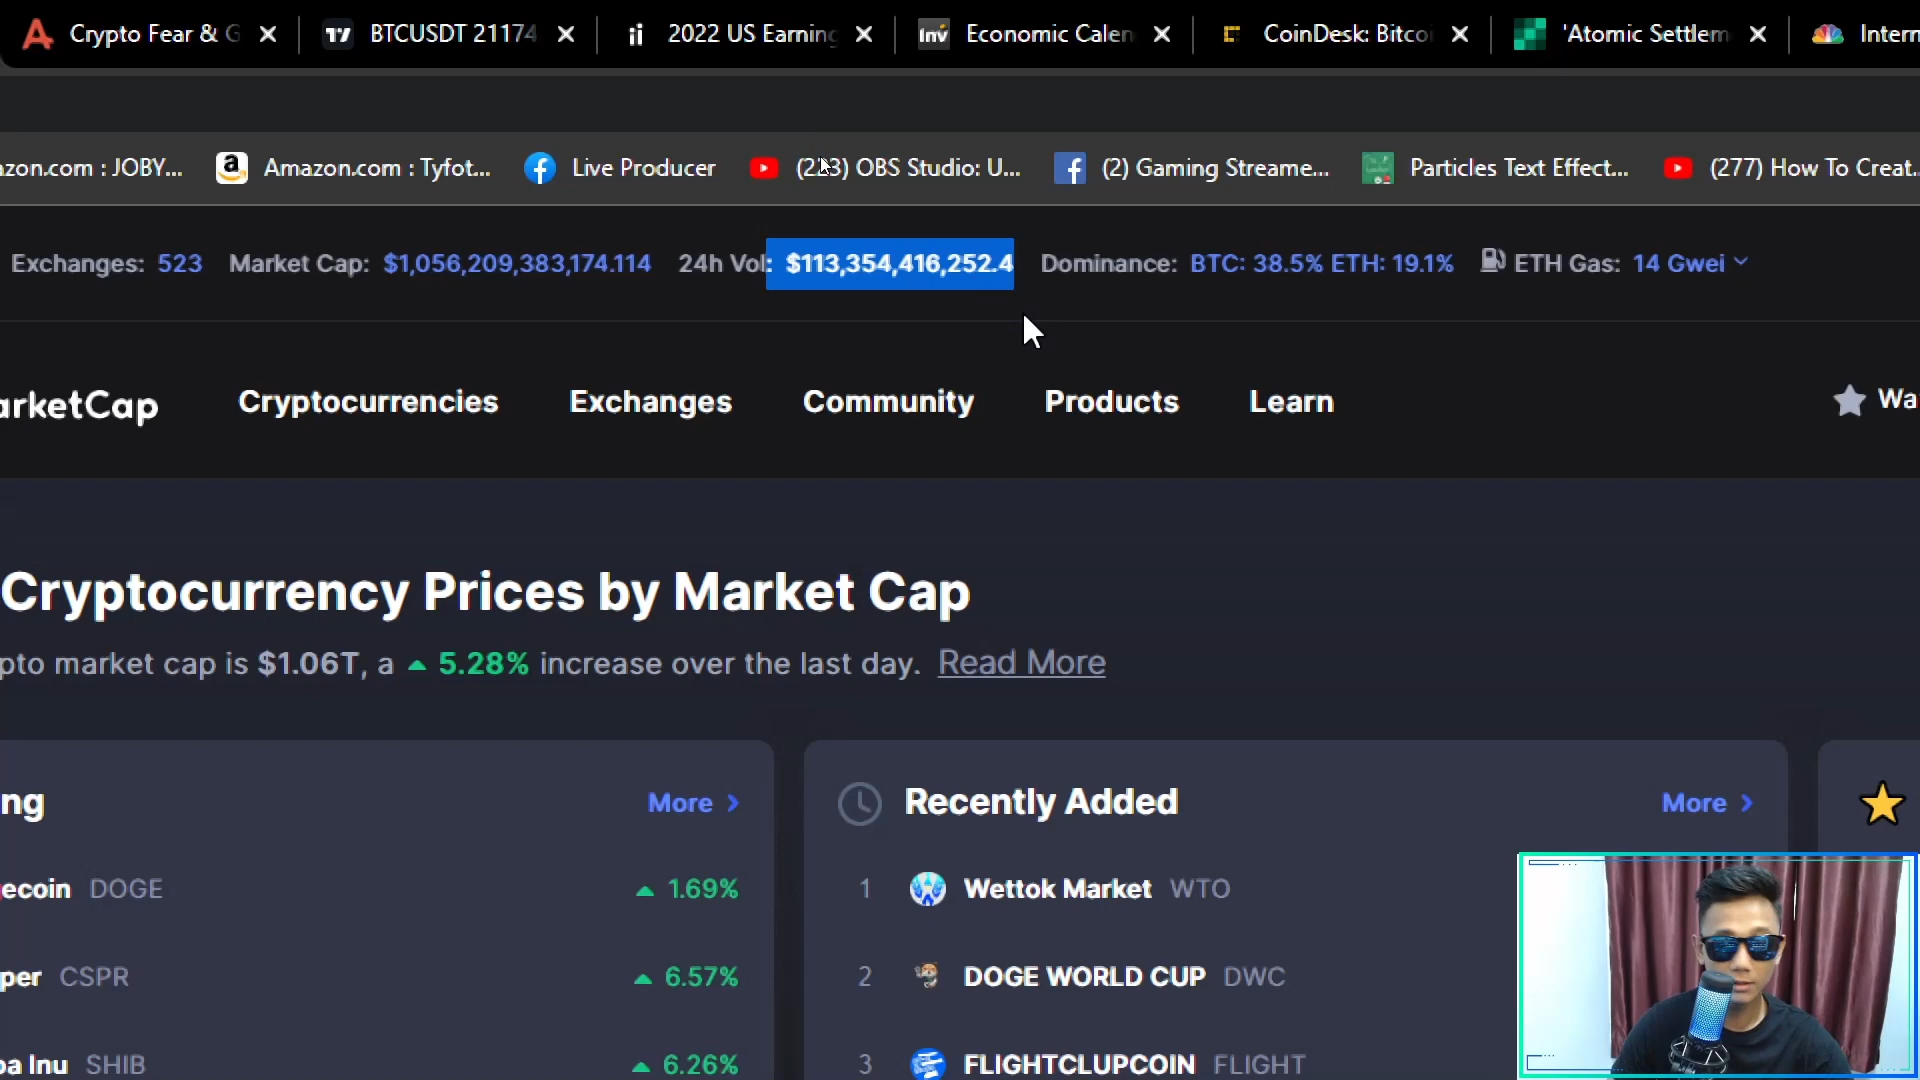 Crypto Fear & G
BTCUSDT 21174
2022 US Earning
Economic Calen
CoinDesk: Bitcoi
'Atomic Settlem
Intern
azon.com : JOBY...
Amazon.com : Tyfot...
Live Producer
OBS Studio: U...
(2) Gaming Streame...
Particles Text Effect...
(277) How To Creat...
Exchanges: 523 Market Cap: $1,056,209,383,174.114 24h Vol: $113,354,416,252.4 Dominance: BTC: 38.5% ETH: 19.1% ETH Gas: 14 Gwei
arketCap
Cryptocurrencies
Exchanges
Community
Products
Learn
Wa
Cryptocurrency Prices by Market Cap
pto market cap is $1.06T, a 5.28% increase over the last day. Read More
ng
More
ecoin DOGE 1.69%
per CSPR 6.57%
ba Inu SHIB 6.26%
Recently Added
More
1 Wettok Market WTO
2 DOGE WORLD CUP DWC
3 FLIGHTCLUPCOIN FLIGHT